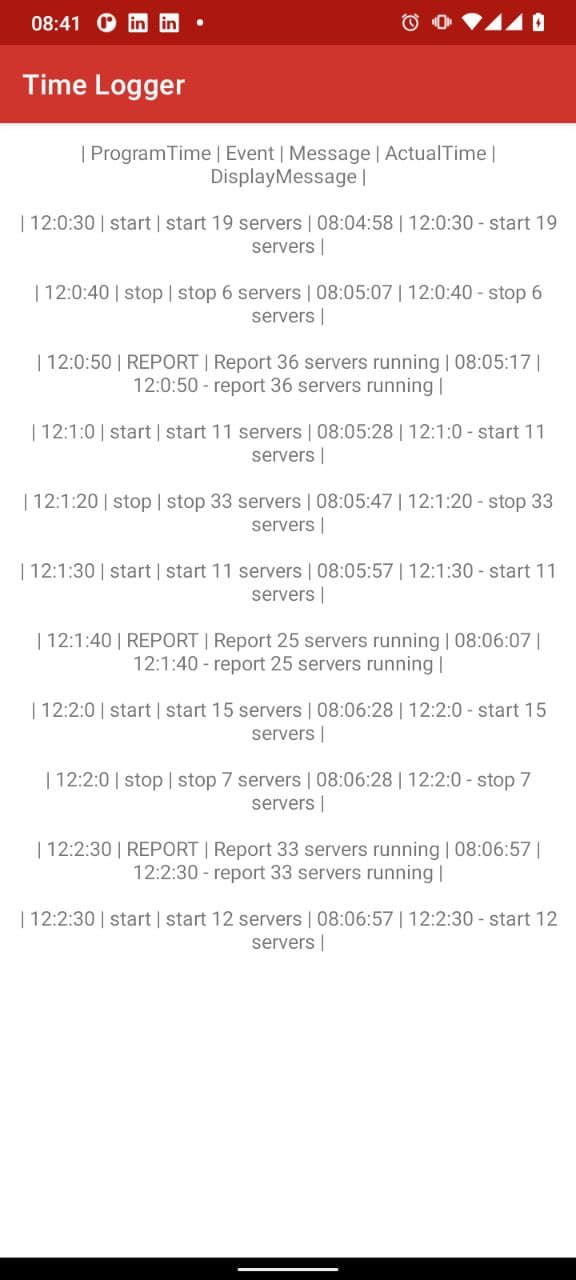 08:41
Time Logger
| ProgramTime | Event | Message | ActualTime |
DisplayMessage |
| 12:0:30 | start | start 19 servers | 08:04:58 | 12:0:30 - start 19
servers |
| 12:0:40 | stop | stop 6 servers | 08:05:07 | 12:0:40 - stop 6
servers |
| 12:0:50 | REPORT | Report 36 servers running | 08:05:17 |
12:0:50 - report 36 servers running |
| 12:1:0 | start | start 11 servers | 08:05:28 | 12:1:0 - start 11
servers |
| 12:1:20 | stop | stop 33 servers | 08:05:47 | 12:1:20 - stop 33
servers |
| 12:1:30 | start | start 11 servers | 08:05:57 | 12:1:30 - start 11
servers |
| 12:1:40 | REPORT | Report 25 servers running | 08:06:07 |
12:1:40 - report 25 servers running |
| 12:2:0 | start | start 15 servers | 08:06:28 | 12:2:0 - start 15
servers |
| 12:2:0 | stop | stop 7 servers | 08:06:28 | 12:2:0 - stop 7
servers |
| 12:2:30 | REPORT | Report 33 servers running | 08:06:57 |
12:2:30 - report 33 servers running |
| 12:2:30 | start | start 12 servers | 08:06:57 | 12:2:30 - start 12
servers |